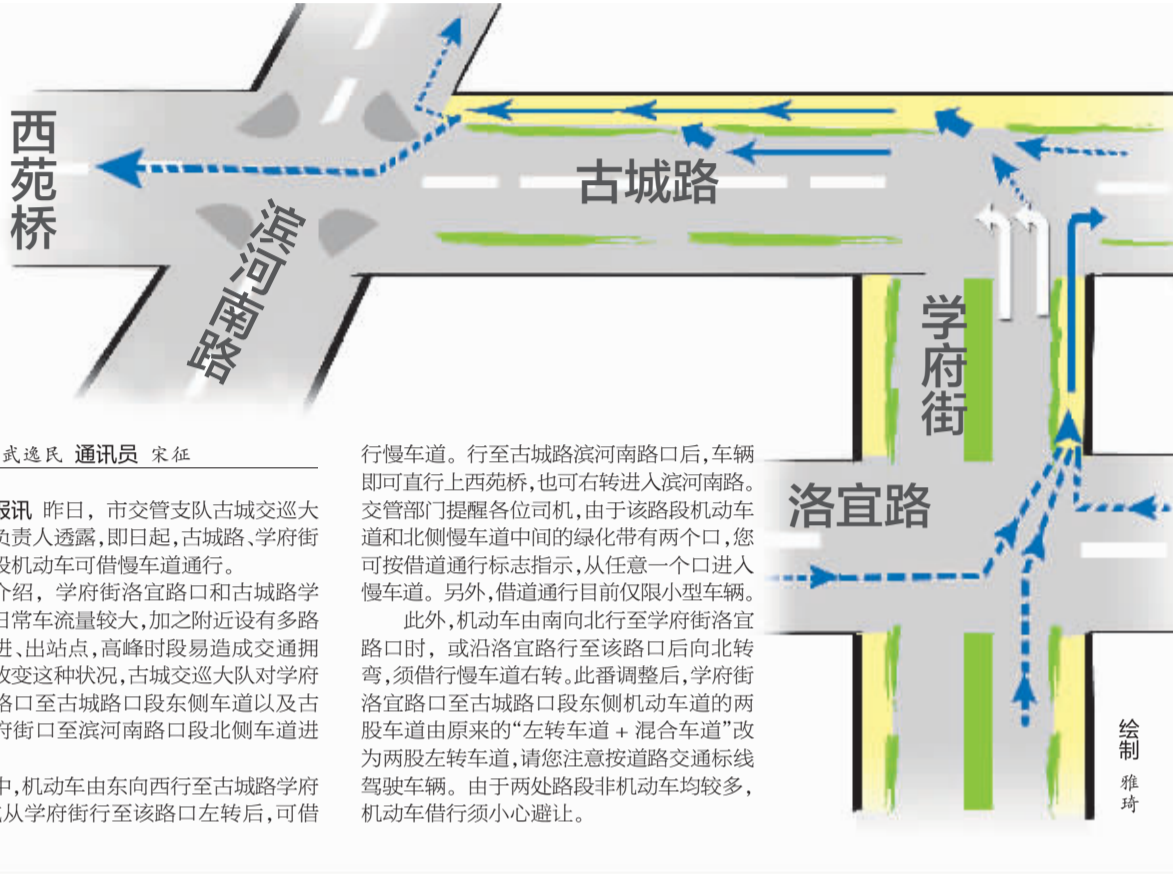 西苑桥
古城路
滨河南路
学府街
洛宜路
绘制 雅琦
武逸民 通讯员 宋征
报讯 昨日，市交管支队古城交巡大
负责人透露，即日起，古城路、学府街
段机动车可借慢车道通行。
介绍，学府街洛宜路口和古城路学
日常车流量较大，加之附近设有多路
进、出站点，高峰时段易造成交通拥
改变这种状况，古城交巡大队对学府
路口至古城路口段东侧车道以及古
府街口至滨河南路口段北侧车道进
中，机动车由东向西行至古城路学府
从学府街行至该路口左转后，可借
行慢车道。行至古城路滨河南路口后，车辆
即可直行上西苑桥，也可右转进入滨河南路。
交管部门提醒各位司机，由于该路段机动车
道和北侧慢车道中间的绿化带有两个口，您
可按借道通行标志指示，从任意一个口进入
慢车道。另外，借道通行目前仅限小型车辆。
此外，机动车由南向北行至学府街洛宜
路口时，或沿洛宜路行至该路口后向北转
弯，须借行慢车道右转。此番调整后，学府街
洛宜路口至古城路口段东侧机动车道的两
股车道由原来的“左转车道+混合车道”改
为两股左转车道，请您注意按道路交通标线
驾驶车辆。由于两处路段非机动车均较多，
机动车借行须小心避让。